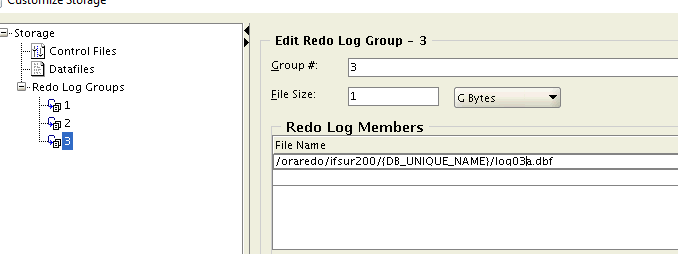 Customize Storage
Storage
Control Files
Datafiles
Redo Log Groups
1
2
3
Edit Redo Log Group - 3
Group #:
3
File Size:
1
G Bytes
Redo Log Members
File Name
/oraredo/ifsur200/{DB_UNIQUE_NAME}/log03a.dbf